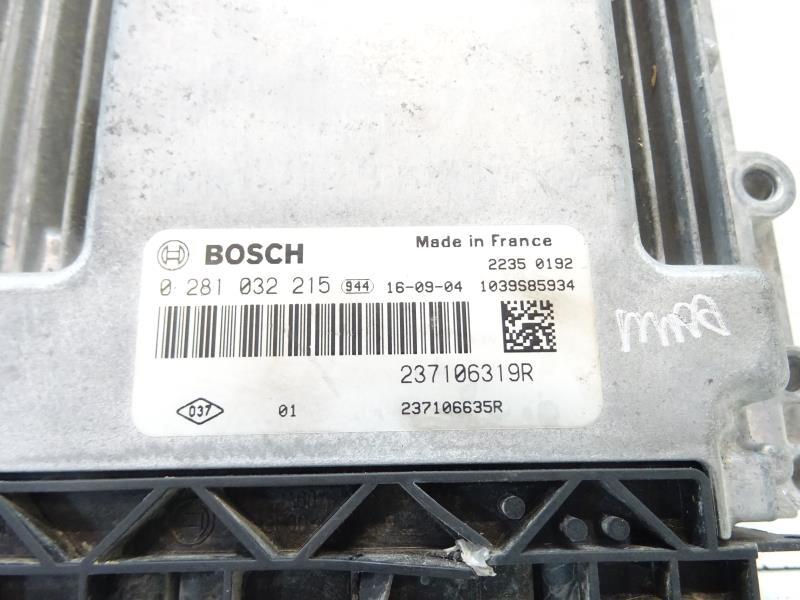 BOSCH
Made in France
2235 0192
0 281 032 215 944 16-09-04 1039S85934
237106319R
037 01 237106635R